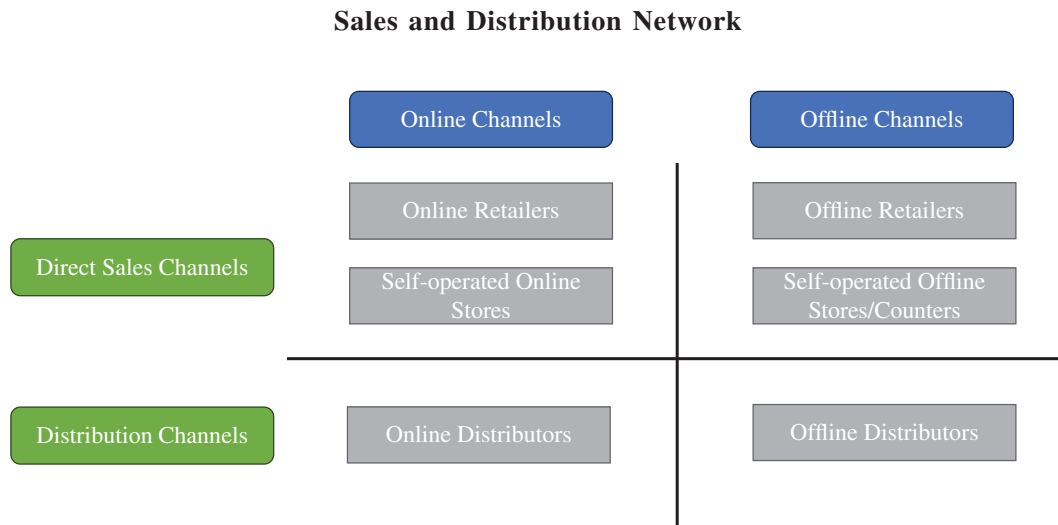 Sales and Distribution Network
Online Channels
Offline Channels
Direct Sales Channels
Online Retailers
Offline Retailers
Self-operated Online
Stores
Self-operated Offline
Stores/Counters
Distribution Channels
Online Distributors
Offline Distributors